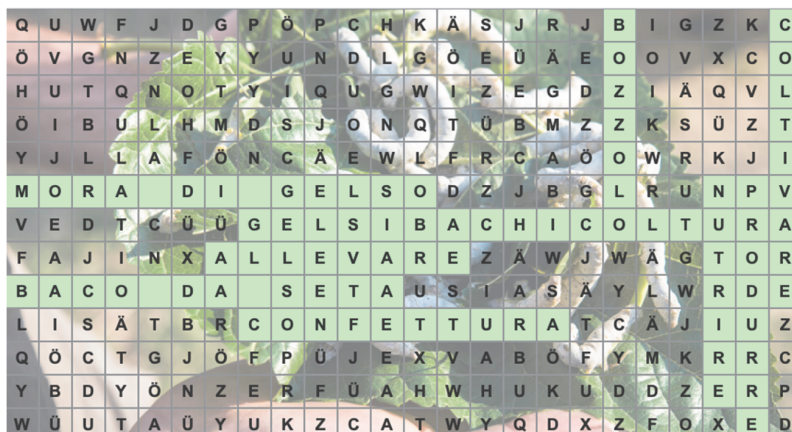 Q U W F J D G P Ö P C H K Ä S J R J B I G Z K C
Ö V G N Z E Y Y U N D L G Ö E Ü Ä E O O V X C O
H U T Q N O T Y I Q U G W I Z E G D Z I Ä Q V L
Ö I B U L H M D S J O N Q T Ü B M Z Z K S Ü Z T
Y J L L A F Ö N C Ä E W L F R C A Ö O W R K J I
M O R A D I G E L S O D Z J B G L R U N P V
V E D T C Ü Ü G E L S I B A C H I C O L T U R A
F A J I N X A L L E V A R E Z Ä W J W Ä G T O R
B A C O D A S E T A U S I A S Ä Y L W R D E
L I S Ä T B R C O N F E T T U R A T C Ä J I U Z
Q Ö C T G J Ö F P Ü J E X V A B Ö F Y M K R R C
Y B D Y Ö N Z E R F Ü A H W H U K U D D Z E R P
W Ü U T A Ü Y U K Z C A T W Y Q D X Z F O X E D